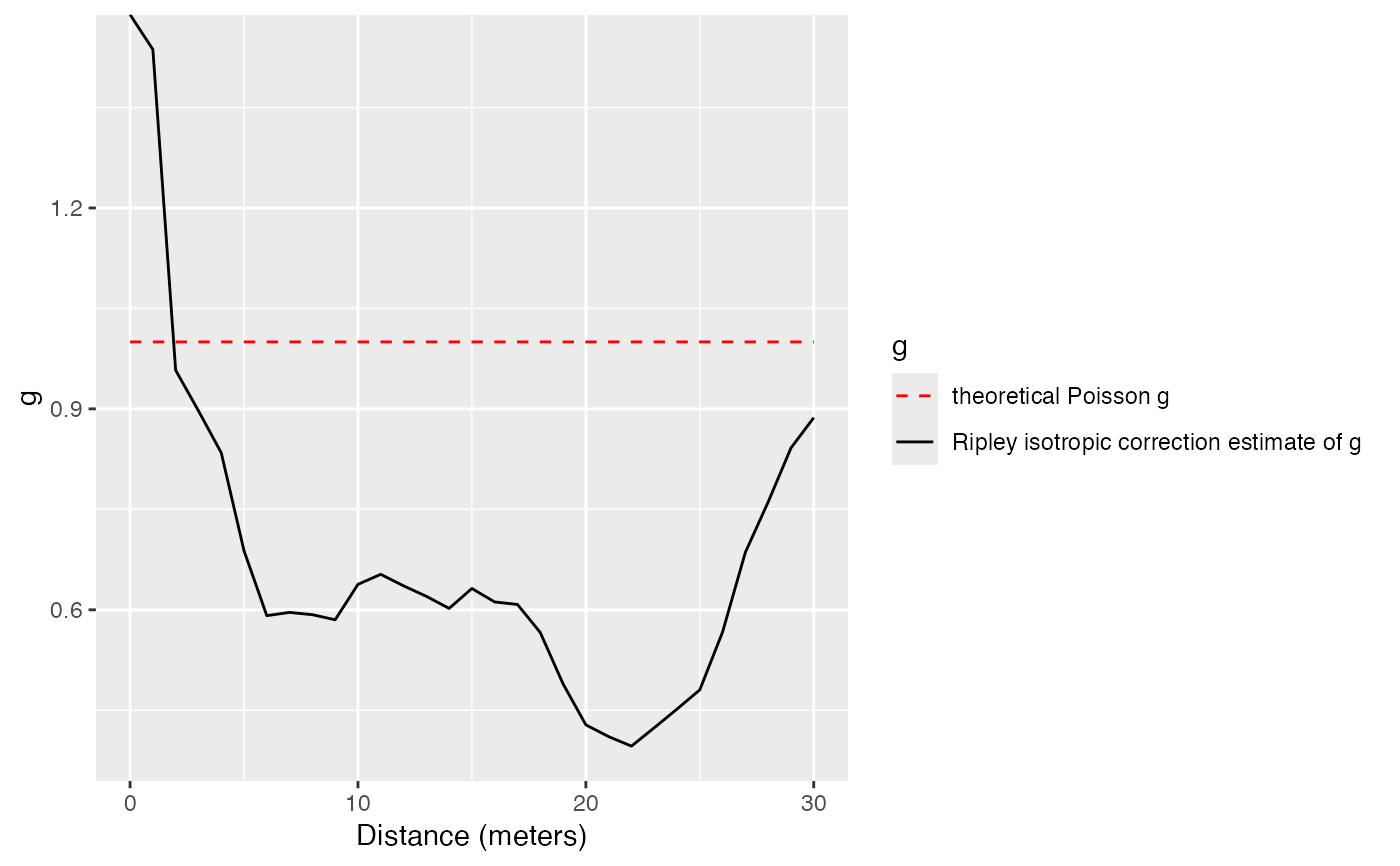 1.2
0.9
0.6
g
0
10
20
30
Distance (meters)
g
theoretical Poisson g
Ripley isotropic correction estimate of g